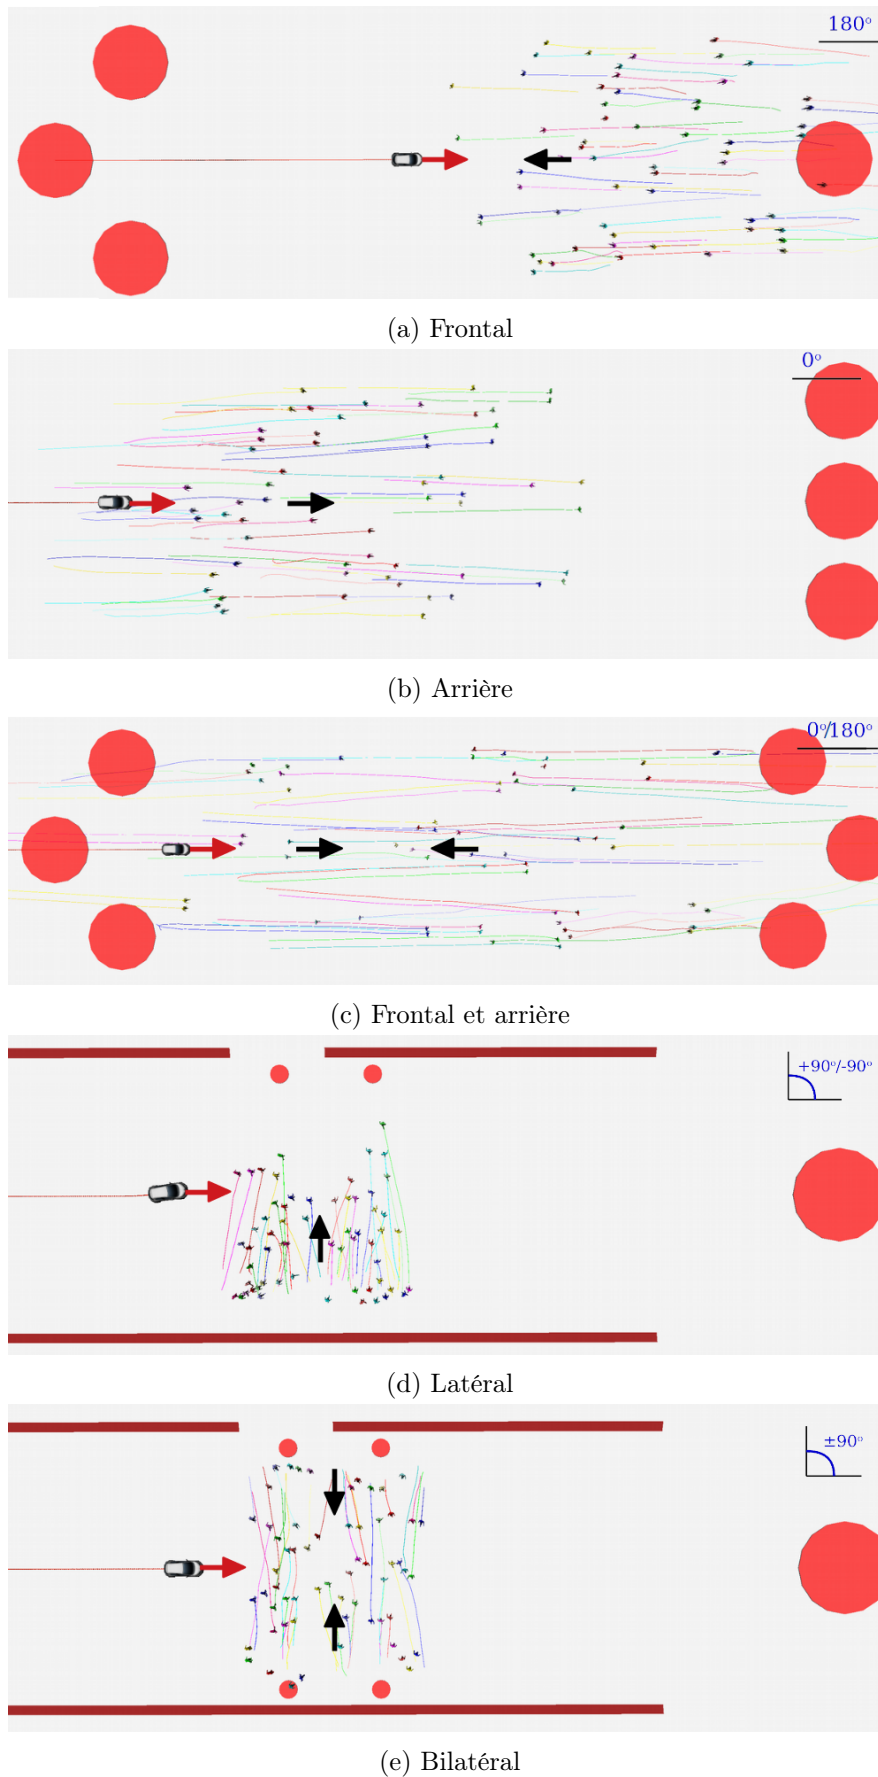 180°
(a) Frontal
0°
(b) Arrière
0°/180°
(c) Frontal et arrière
+90°/-90°
(d) Latéral
±90°
(e) Bilatéral